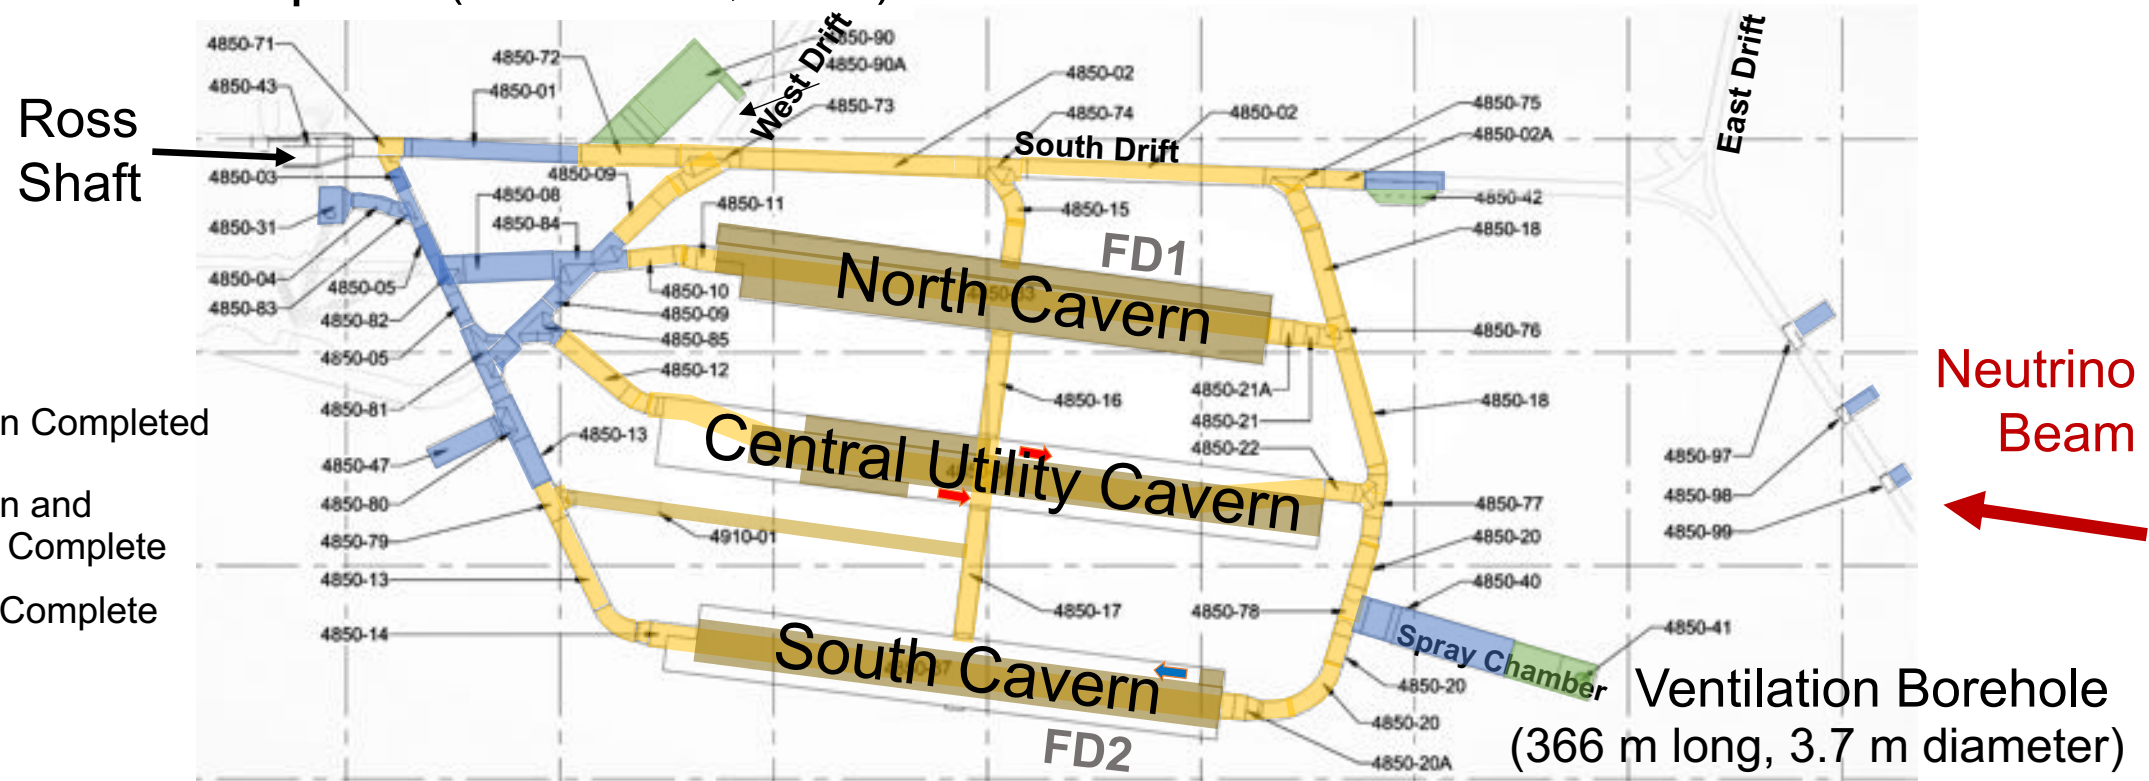 4850-71
4850-43
4850-72
4850-01
850-90
4850-90A
West Drift
4850-73
4850-02
4850-74
4850-02
4850-75
4850-02A
East Drift
Ross
Shaft
South Drift
4850-03
4850-09
4850-08
4850-84
4850-11
4850-15
4850-42
4850-18
4850-31
FD1
4850-04
4850-05
4850-83
4850-82
4850-10
4850-09
4850-85
North Cavern
4850-76
4850-05
4850-12
4850-21A
4850-16
4850-18
4850-21
4850-81
Neutrino
Beam
n Completed
4850-13
Central Utility Cavern
4850-22
4850-97
4850-47
4850-98
4850-80
4850-77
4850-99
n and
Complete
4850-79
4910-01
4850-20
4850-13
4850-40
Complete
4850-17
4850-78
4850-14
South Cavern
Spray Chamber
4850-41
4850-20
4850-20
4850-20A
FD2
Ventilation Borehole
(366 m long, 3.7 m diameter)